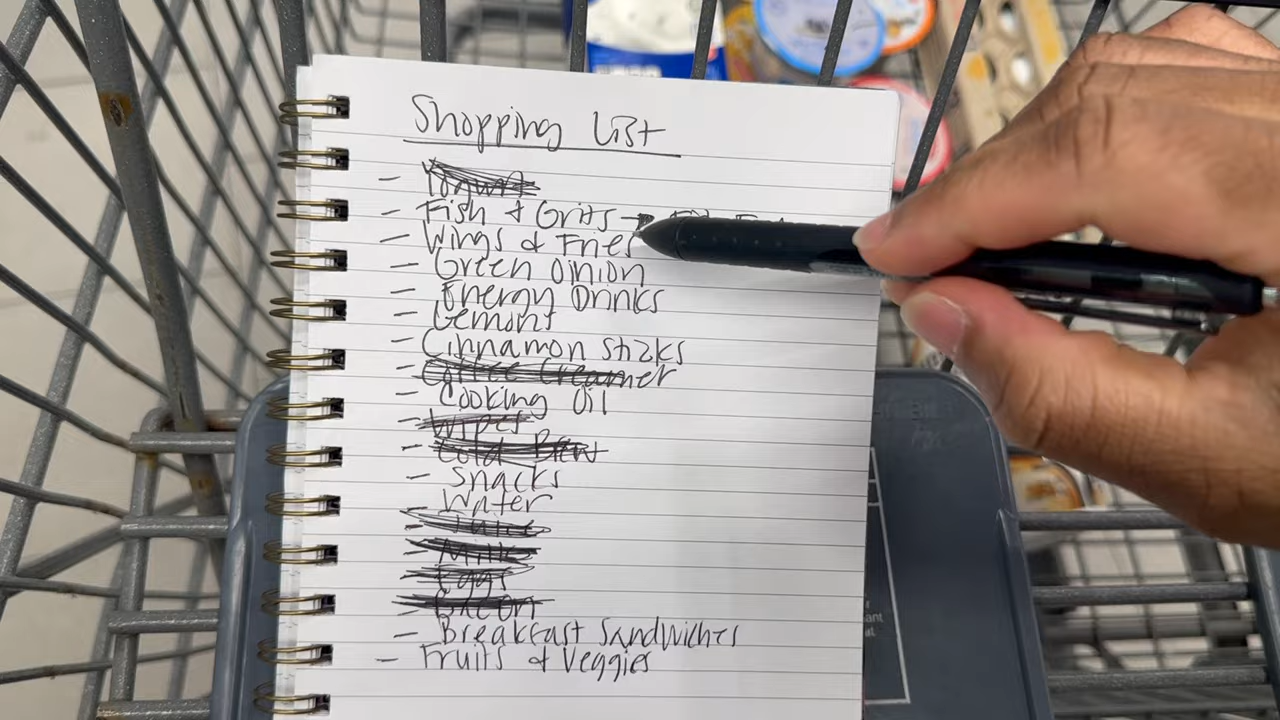 Shopping List
- Yogurt
- Fish & Grits →
- Wings & Fries
- Green Onion
- Energy Drinks
- Lemons
- Cinnamon Sticks
- Coffee Creamer
- Cooking Oil
- Wipes
- Cold Brew
- Snacks
- Water
- Juice
- Milk
- Eggs
- Bacon
- Breakfast Sandwiches
- Fruits & Veggies